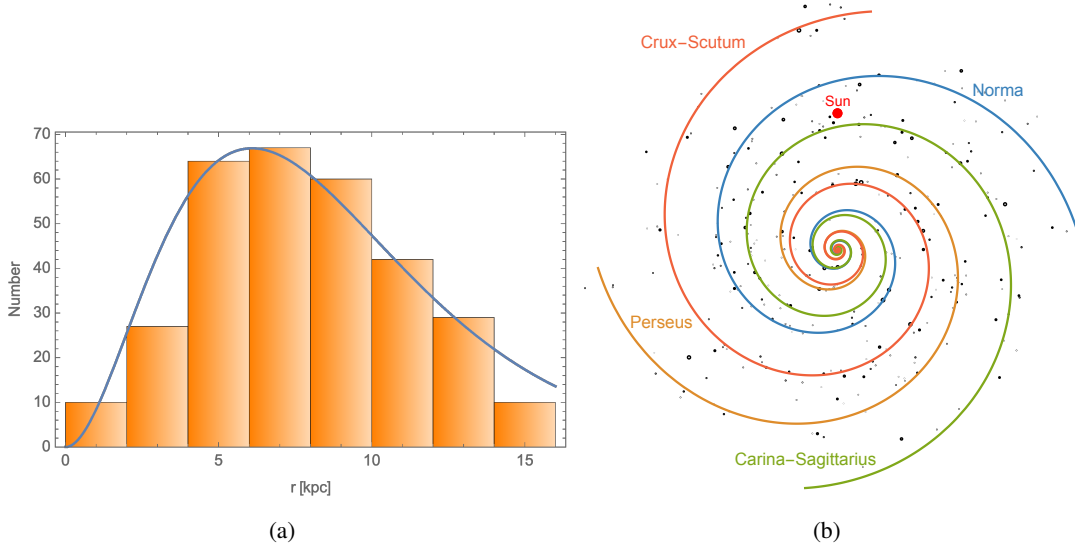 70
60
50
40
30
20
10
0
Number
0 5 10 15
r [kpc]
(a)
Crux–Scutum
Norma
Sun
Perseus
Carina–Sagittarius
(b)